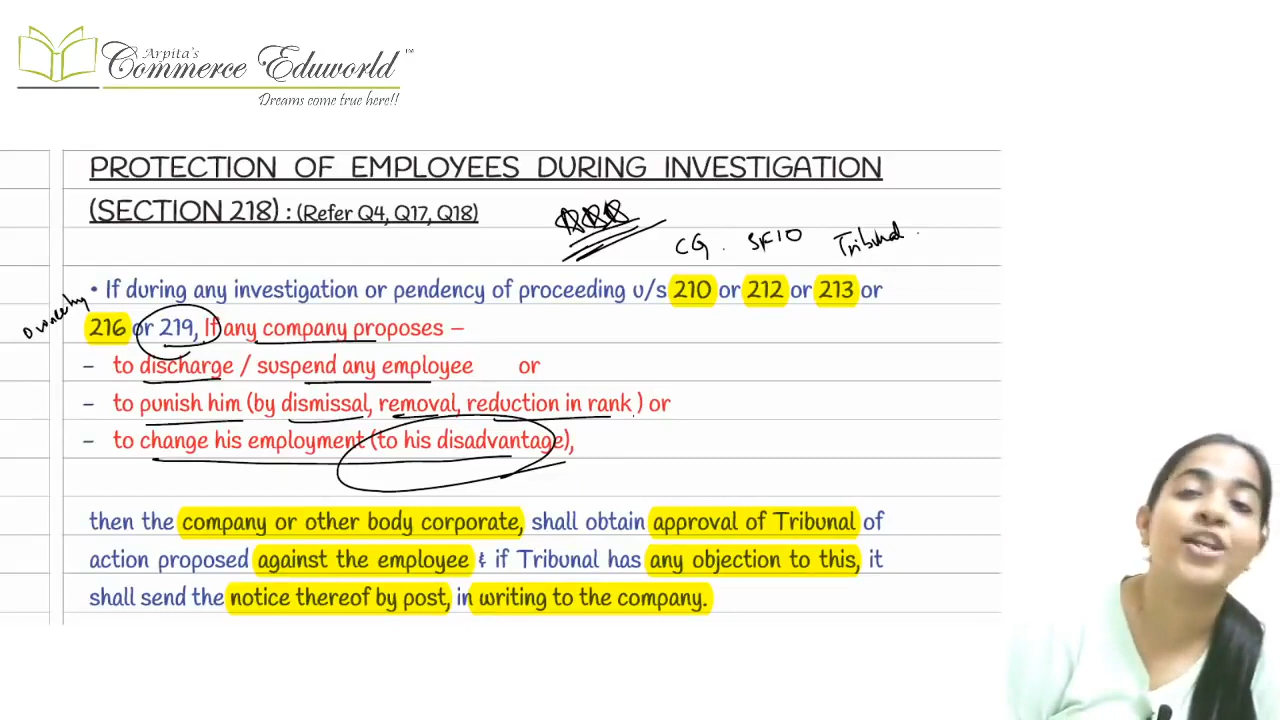 Arpita's
Commerce Eduworld™
Dreams come true here!!
PROTECTION OF EMPLOYEES DURING INVESTIGATION
(SECTION 218) : (Refer Q4, Q17, Q18)
CG SFIO Tribunal
• If during any investigation or pendency of proceeding u/s 210 or 212 or 213 or
ownership
216 or 219, If any company proposes –
- to discharge / suspend any employee or
- to punish him (by dismissal, removal, reduction in rank) or
- to change his employment (to his disadvantage),
then the company or other body corporate, shall obtain approval of Tribunal of
action proposed against the employee & if Tribunal has any objection to this, it
shall send the notice thereof by post, in writing to the company.